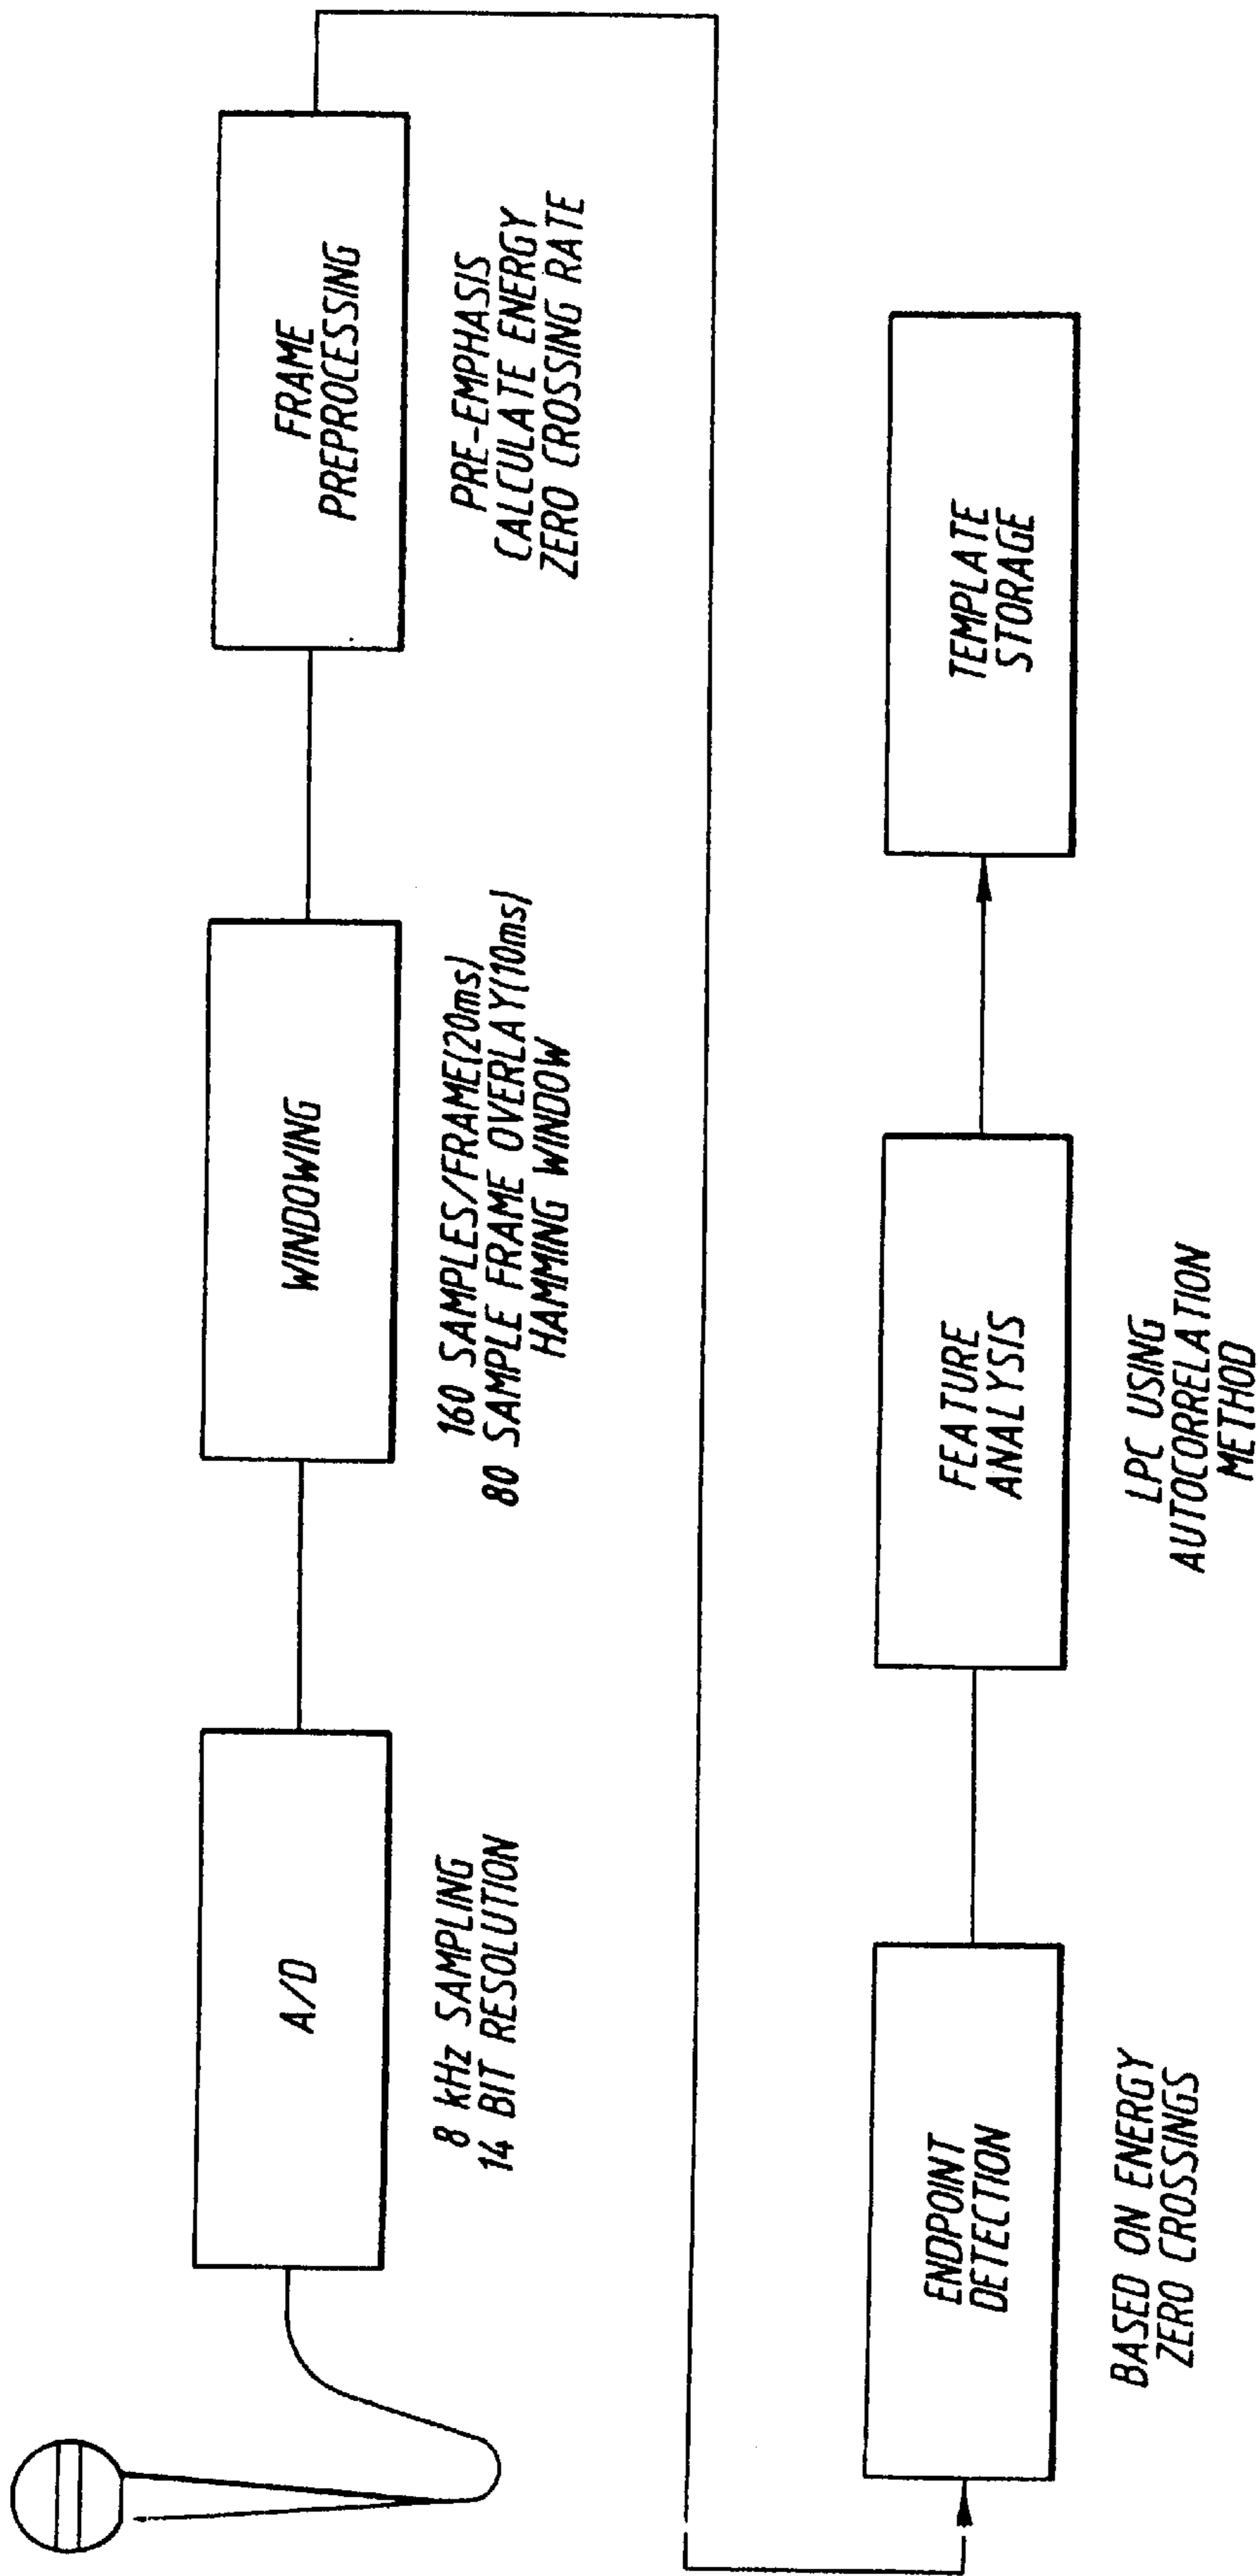 A/D
8 kHz SAMPLING
14 BIT RESOLUTION
WINDOWING
160 SAMPLES/FRAME(20ms)
80 SAMPLE FRAME OVERLAY(10ms)
HAMMING WINDOW
FRAME
PREPROCESSING
PRE-EMPHASIS
CALCULATE ENERGY
ZERO CROSSING RATE
ENDPOINT
DETECTION
BASED ON ENERGY
ZERO CROSSINGS
FEATURE
ANALYSIS
LPC USING
AUTOCORRELATION
METHOD
TEMPLATE
STORAGE